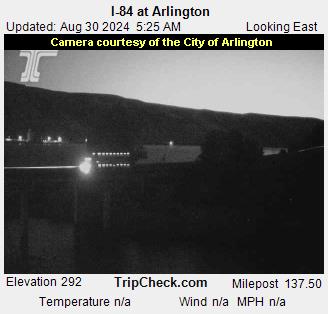 I-84 at Arlington
Updated: Aug 30 2024 5:25 AM Looking East
Camera courtesy of the City of Arlington
Elevation 292 TripCheck.com Milepost 137.50
Temperature n/a Wind n/a MPH n/a